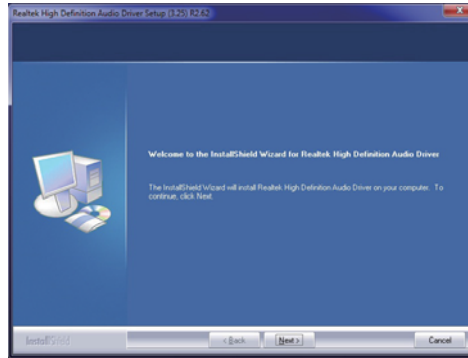 Realtek High Definition Audio Driver Setup (3.25) R2.62
Welcome to the InstallShield Wizard for Realtek High Definition Audio Driver
The InstallShield Wizard will install Realtek High Definition Audio Driver on your computer. To
continue, click Next.
InstallShield
< Back
Next >
Cancel